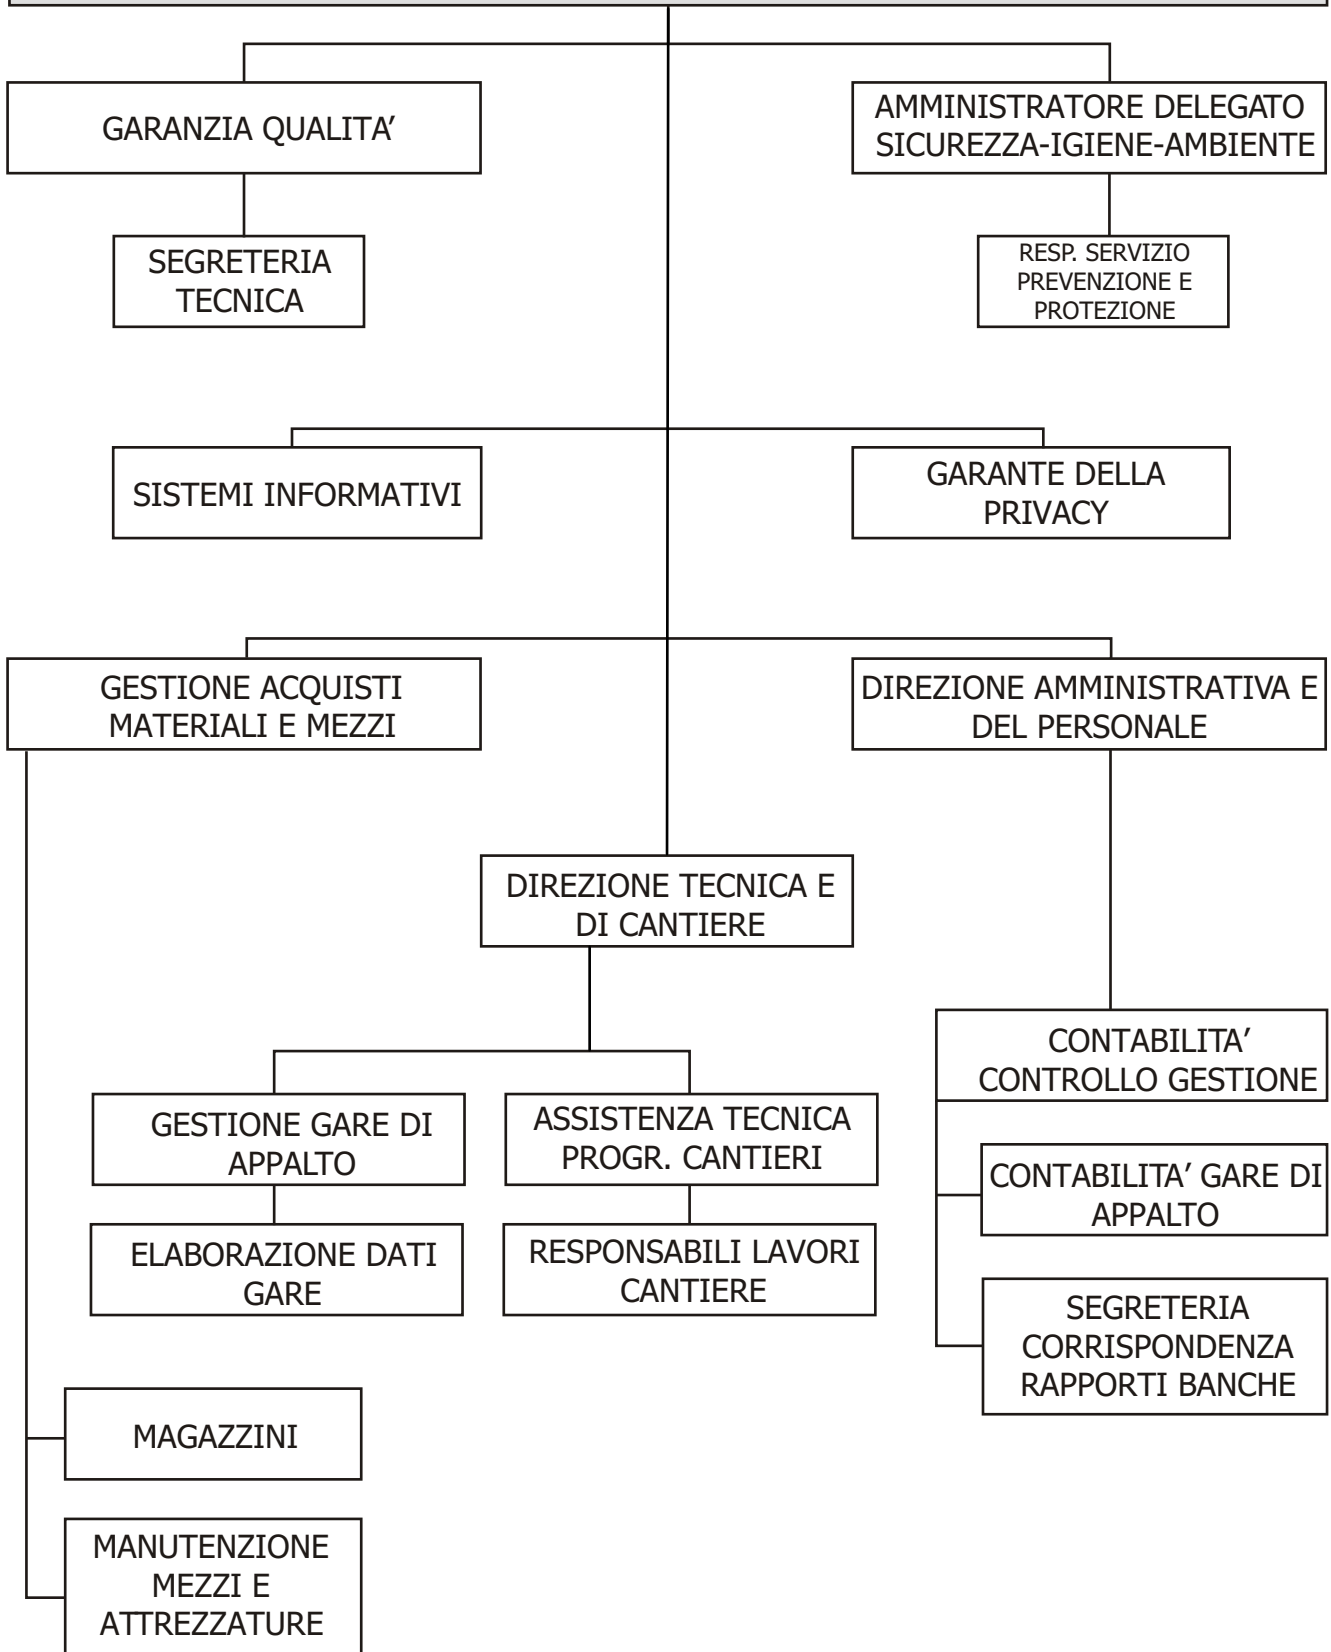 GARANZIA QUALITA’
AMMINISTRATORE DELEGATO
SICUREZZA-IGIENE-AMBIENTE
SEGRETERIA
TECNICA
RESP. SERVIZIO
PREVENZIONE E
PROTEZIONE
SISTEMI INFORMATIVI
GARANTE DELLA
PRIVACY
GESTIONE ACQUISTI
MATERIALI E MEZZI
DIREZIONE AMMINISTRATIVA E
DEL PERSONALE
DIREZIONE TECNICA E
DI CANTIERE
CONTABILITA’
CONTROLLO GESTIONE
GESTIONE GARE DI
APPALTO
ASSISTENZA TECNICA
PROGR. CANTIERI
CONTABILITA’ GARE DI
APPALTO
ELABORAZIONE DATI
GARE
RESPONSABILI LAVORI
CANTIERE
SEGRETERIA
CORRISPONDENZA
RAPPORTI BANCHE
MAGAZZINI
MANUTENZIONE
MEZZI E
ATTREZZATURE